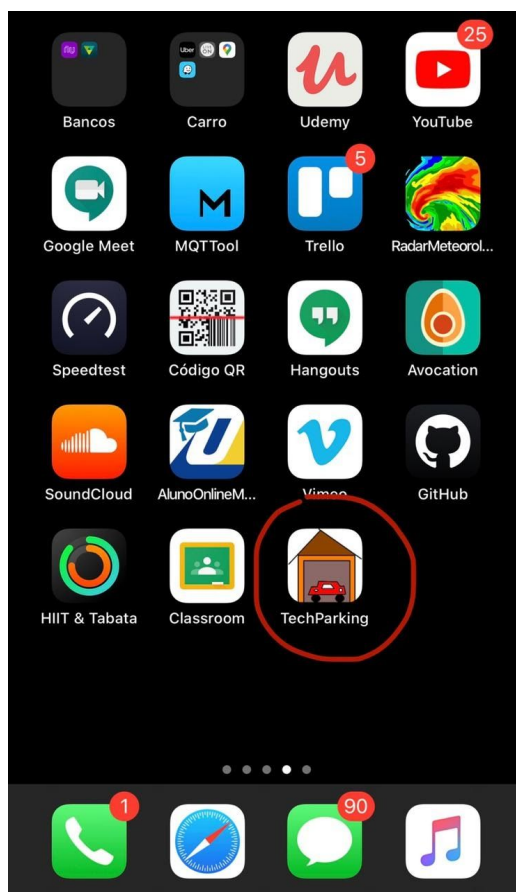 25
Bancos
Carro
Udemy
YouTube
5
Google Meet
MQTTool
Trello
RadarMeteorol...
Speedtest
Código QR
Hangouts
Avocation
SoundCloud
AlunoOnlineM...
Vimeo
GitHub
HIIT & Tabata
Classroom
TechParking
1
90